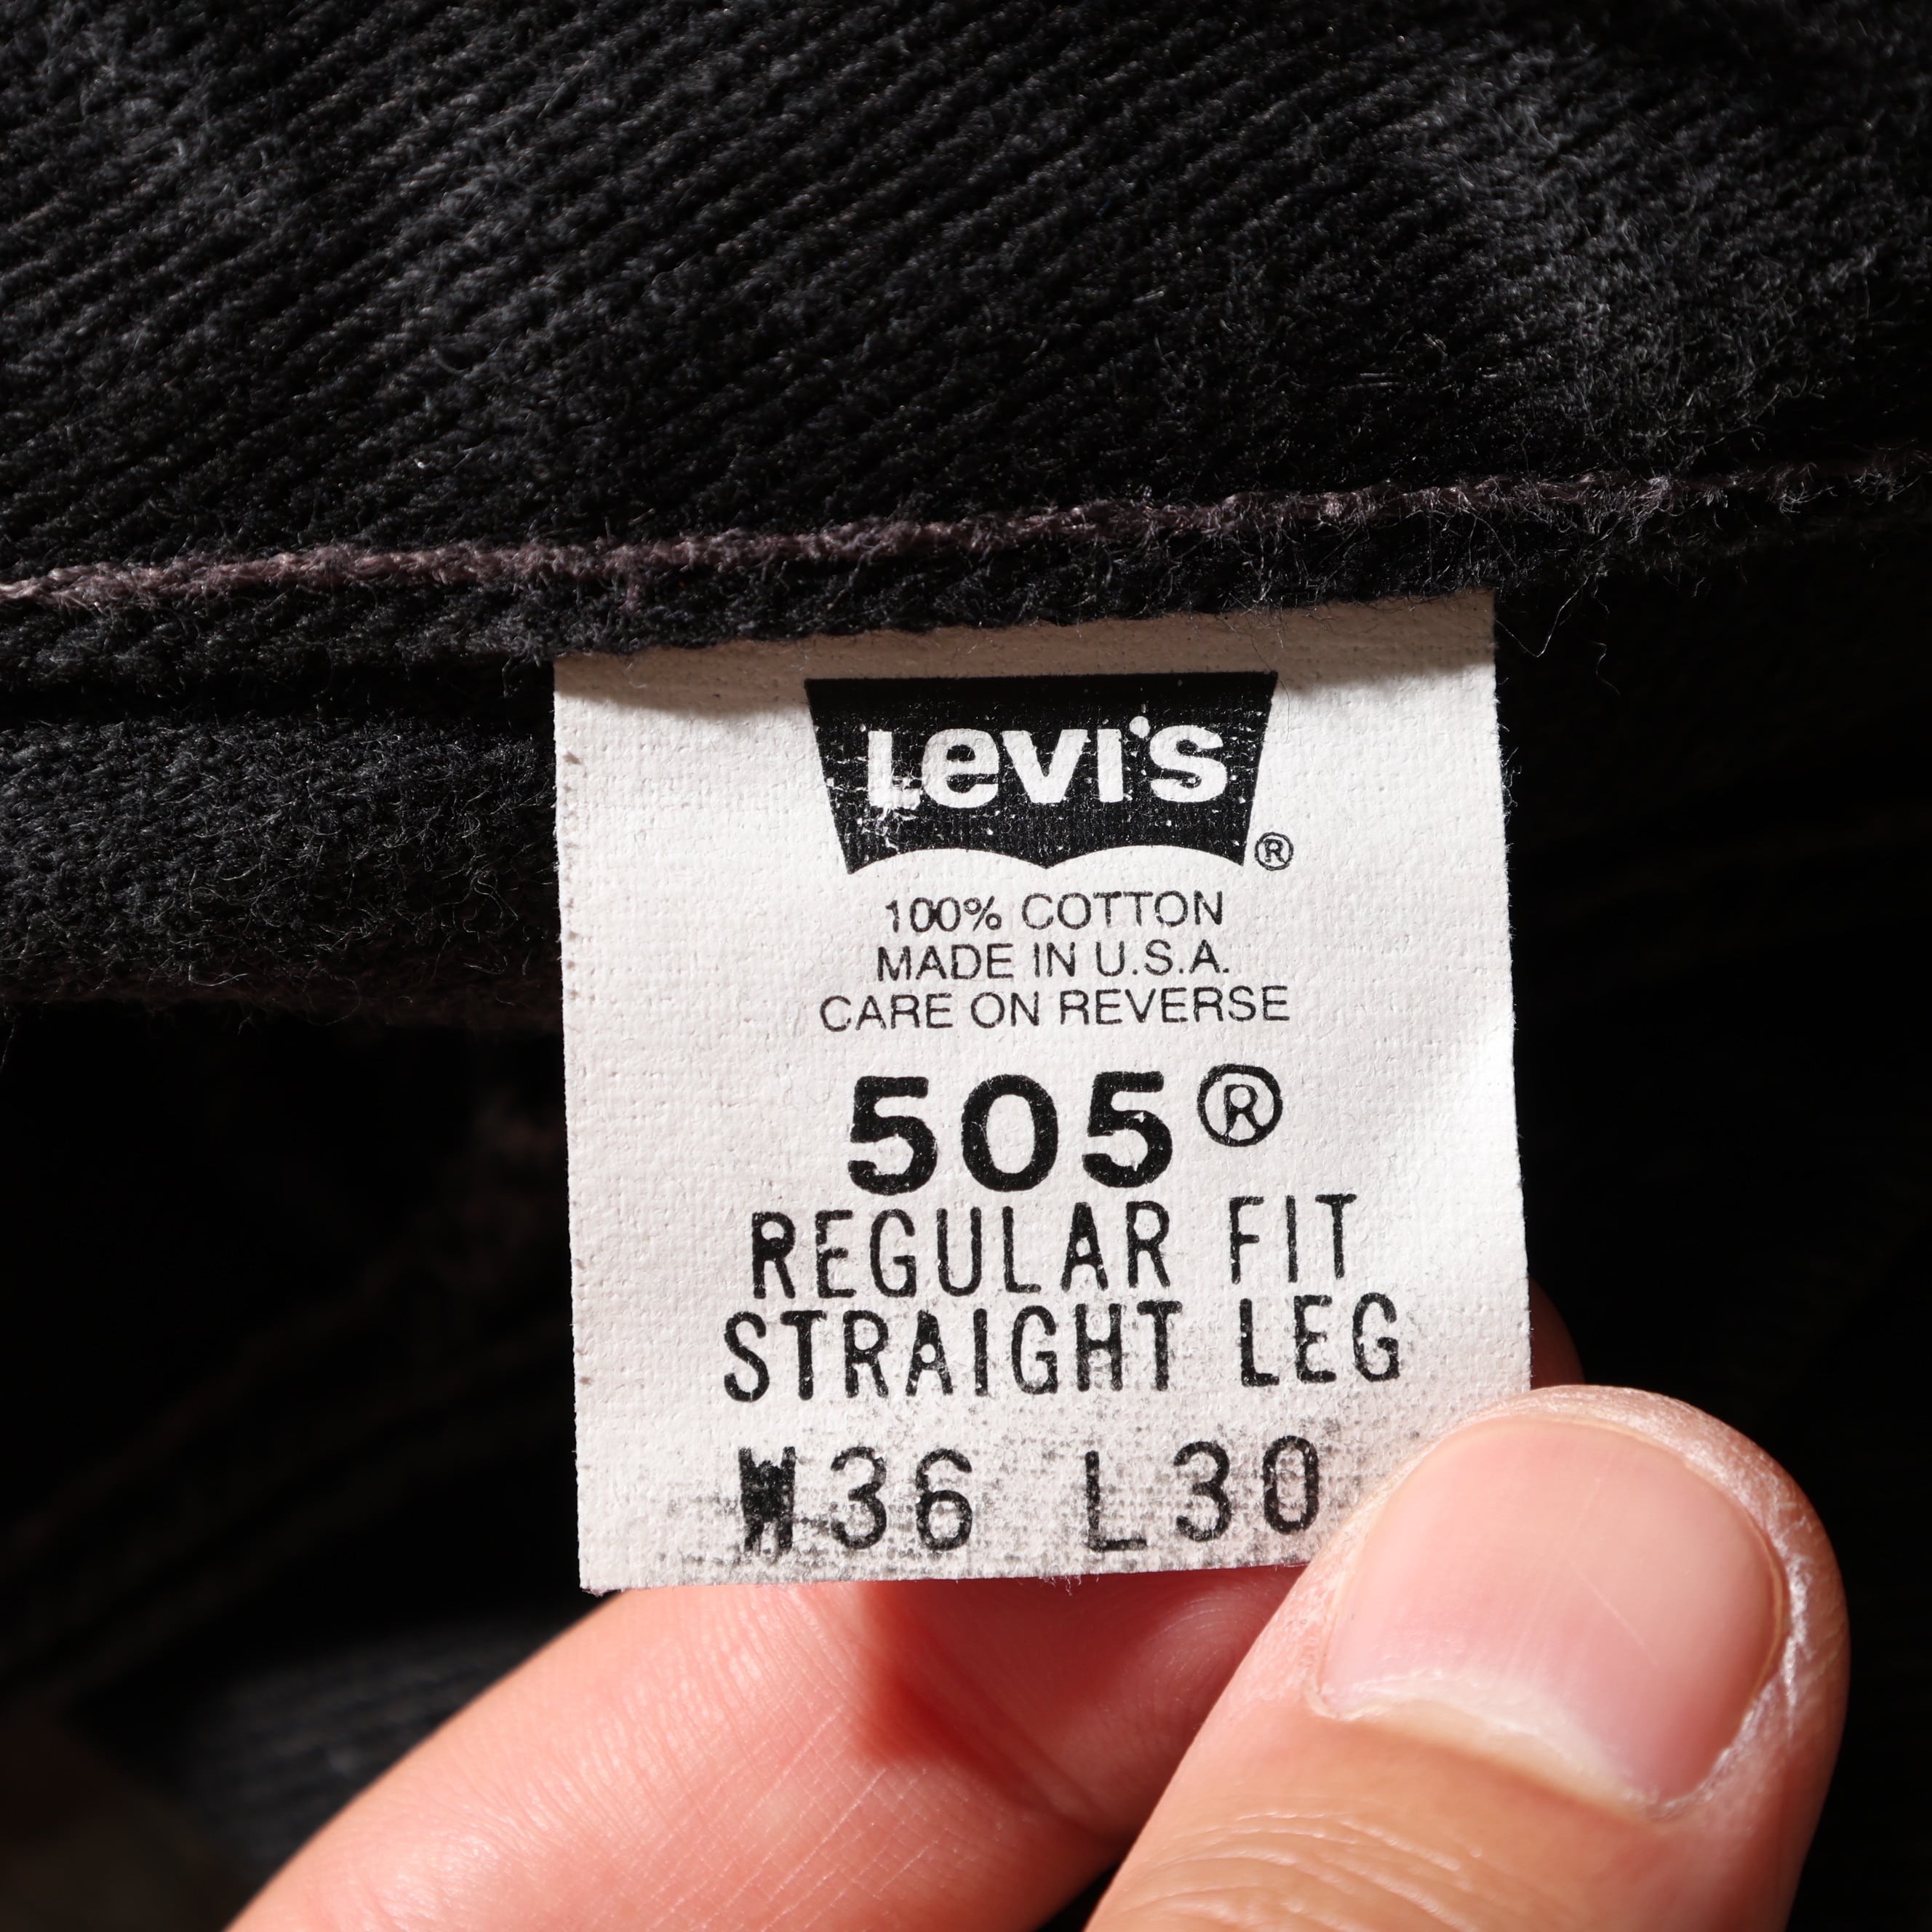 Levi's ®
100% COTTON
MADE IN U.S.A.
CARE ON REVERSE
505®
REGULAR FIT
STRAIGHT LEG
W36 L30